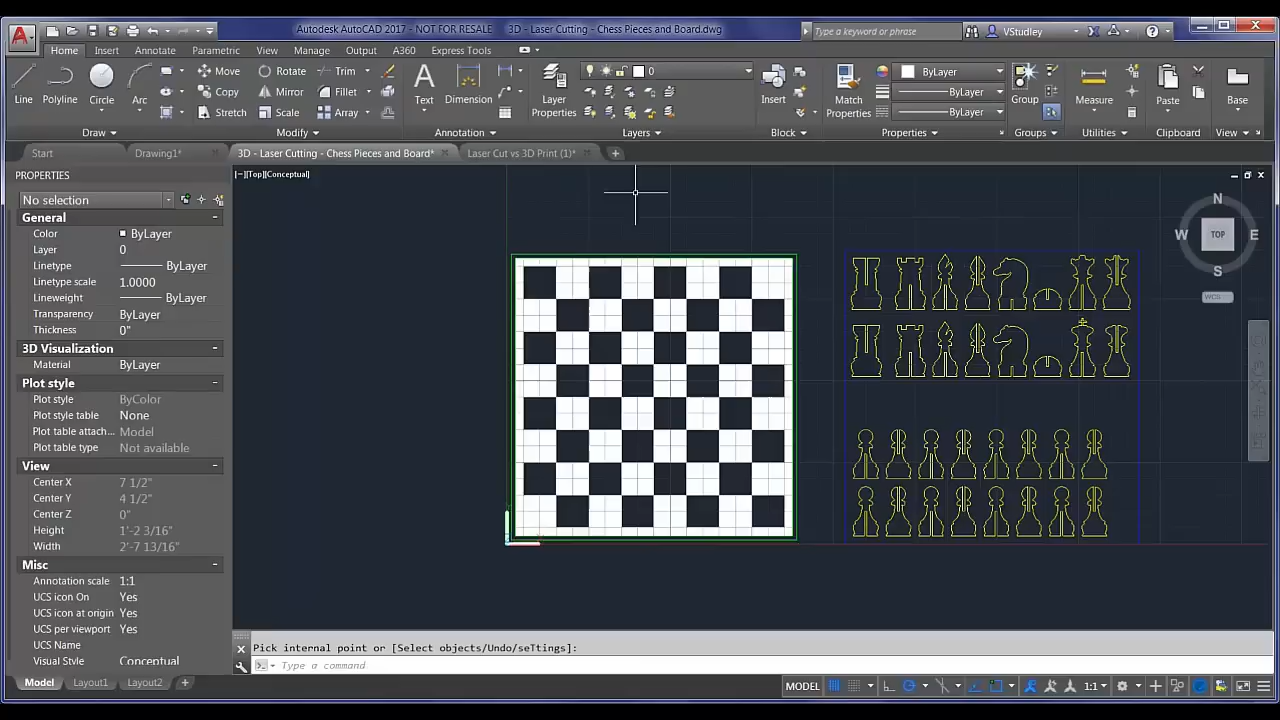 Autodesk AutoCAD 2017 - NOT FOR RESALE 3D - Laser Cutting - Chess Pieces and Board.dwg
Type a keyword or phrase
VStudley
Home Insert Annotate Parametric View Manage Output A360 Express Tools
Line Polyline Circle Arc
Move Rotate Trim
Copy Mirror Fillet
Stretch Scale Array
Text Dimension
Layer Properties
0
Insert
Match Properties
ByLayer
ByLayer
ByLayer
Group Measure Paste Base
Draw Modify Annotation Layers Block Properties Groups Utilities Clipboard View
Start Drawing1* 3D - Laser Cutting - Chess Pieces and Board* Laser Cut vs 3D Print (1)*
PROPERTIES
[−][Top][Conceptual]
No selection
General
Color ByLayer
Layer 0
Linetype ByLayer
Linetype scale 1.0000
Lineweight ByLayer
Transparency ByLayer
Thickness 0"
3D Visualization
Material ByLayer
Plot style
Plot style ByColor
Plot style table None
Plot table attach... Model
Plot table type Not available
View
Center X 7 1/2"
Center Y 4 1/2"
Center Z 0"
Height 1'-2 3/16"
Width 2'-7 13/16"
Misc
Annotation scale 1:1
UCS icon On Yes
UCS icon at origin Yes
UCS per viewport Yes
UCS Name
Visual Style Conceptual
N
W TOP E
S
WCS
Pick internal point or [Select objects/Undo/seTtings]:
Type a command
Model Layout1 Layout2
MODEL 1:1